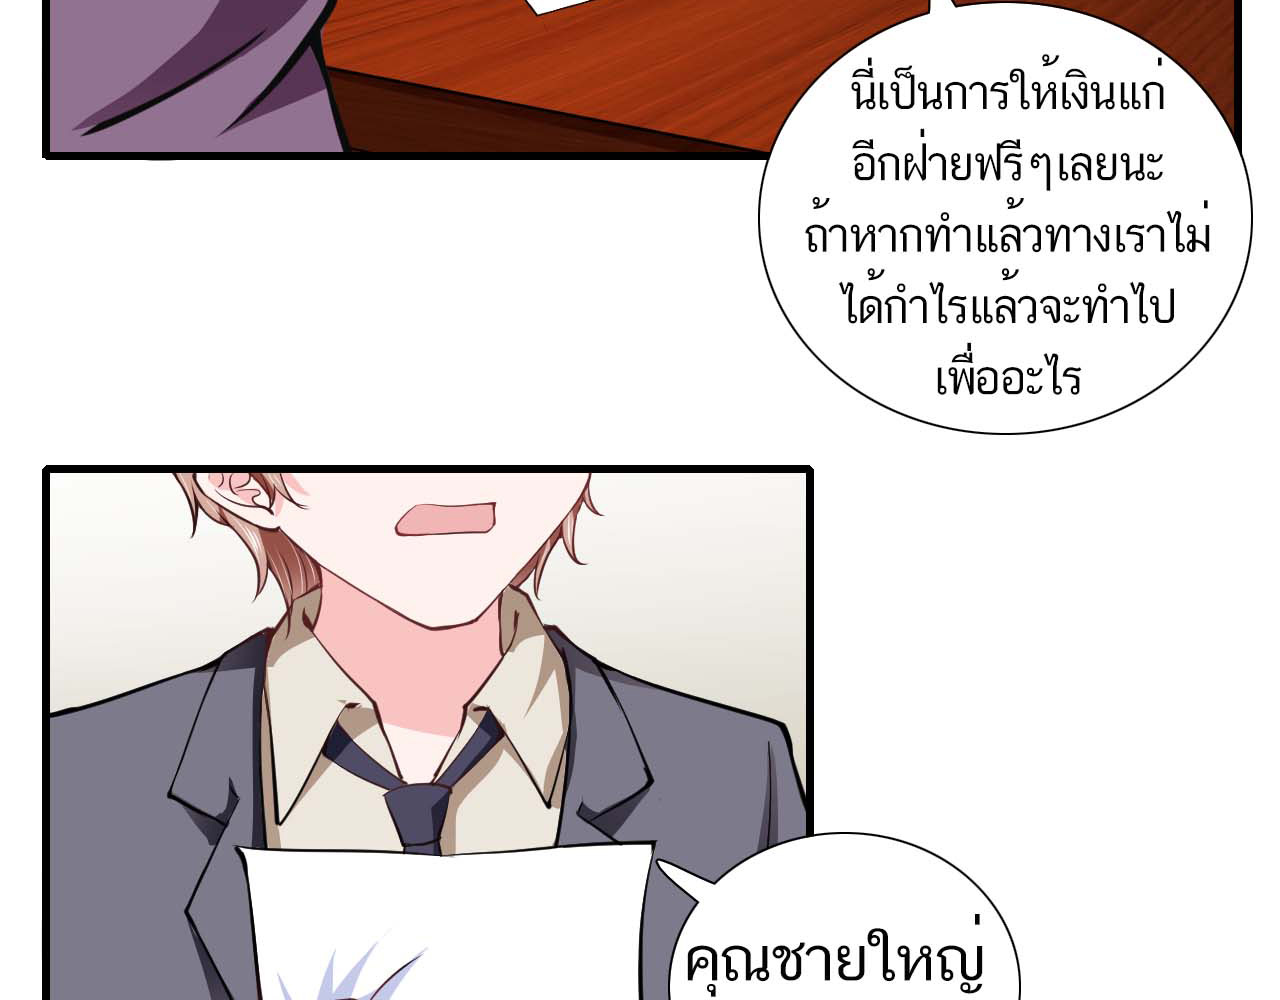 นี่เป็นการให้เงินแก่
อีกฝ่ายฟรีๆเลยนะ
ถ้าหากทำแล้วทางเราไม่
ได้กำไรแล้วจะทำไป
เพื่ออะไร
คุณชายใหญ่